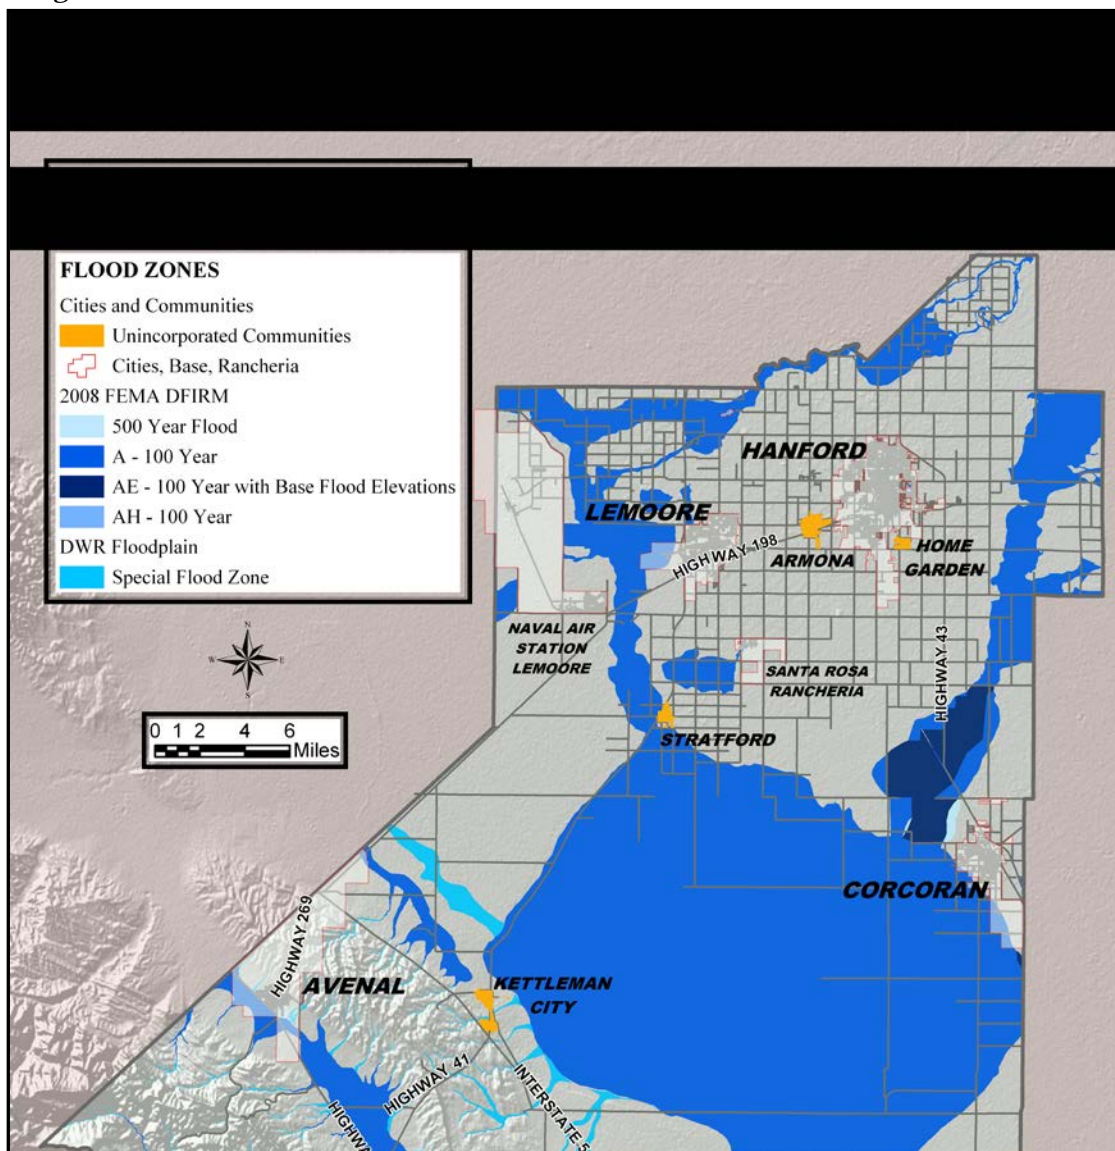 FLOOD ZONES
Cities and Communities
Unincorporated Communities
Cities, Base, Rancheria
2008 FEMA DFIRM
500 Year Flood
A - 100 Year
AE - 100 Year with Base Flood Elevations
AH - 100 Year
DWR Floodplain
Special Flood Zone
N
W
E
S
0 1 2 4 6
Miles
HANFORD
LEMOORE
HIGHWAY 198
ARMONA
HOME
GARDEN
NAVAL AIR
STATION
LEMOORE
SANTA ROSA
RANCHERIA
HIGHWAY 43
STRATFORD
CORCORAN
HIGHWAY 269
AVENAL
KETTLEMAN
CITY
HIGHWAY 41
INTERSTATE 5